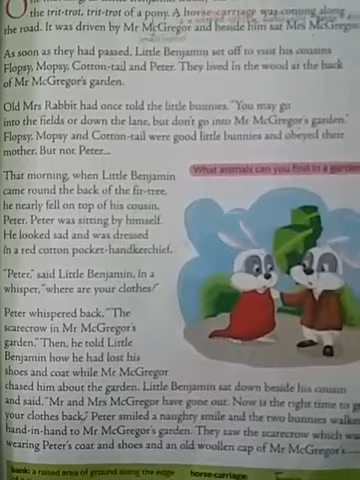 the trit-trot, trit-trot of a pony. A horse-carriage was coming along
the road. It was driven by Mr McGregor and beside him sat Mrs McGregor
As soon as they had passed, Little Benjamin set off to visit his cousins
Flopsy, Mopsy, Cotton-tail and Peter. They lived in the wood at the back
of Mr McGregor's garden.
Old Mrs Rabbit had once told the little bunnies, "You may go
into the fields or down the lane, but don't go into Mr McGregor's garden."
Flopsy, Mopsy and Cotton-tail were good little bunnies and obeyed their
mother. But not Peter...
What animals can you find in a garden
That morning, when Little Benjamin
came round the back of the fir-tree,
he nearly fell on top of his cousin,
Peter. Peter was sitting by himself.
He looked sad and was dressed
in a red cotton pocket-handkerchief.
"Peter," said Little Benjamin, in a
whisper, "where are your clothes?"
Peter whispered back, "The
scarecrow in Mr McGregor's
garden." Then, he told Little
Benjamin how he had lost his
shoes and coat while Mr McGregor
chased him about the garden. Little Benjamin sat down beside his cousin
and said, "Mr and Mrs McGregor have gone out. Now is the right time to
your clothes back." Peter smiled a naughty smile and the two bunnies
hand-in-hand to Mr McGregor's garden. They saw the scarecrow which
wearing Peter's coat and shoes and an old woollen cap of Mr McGregor's.....
bank: a raised area of ground along the edge
horse-carriage: